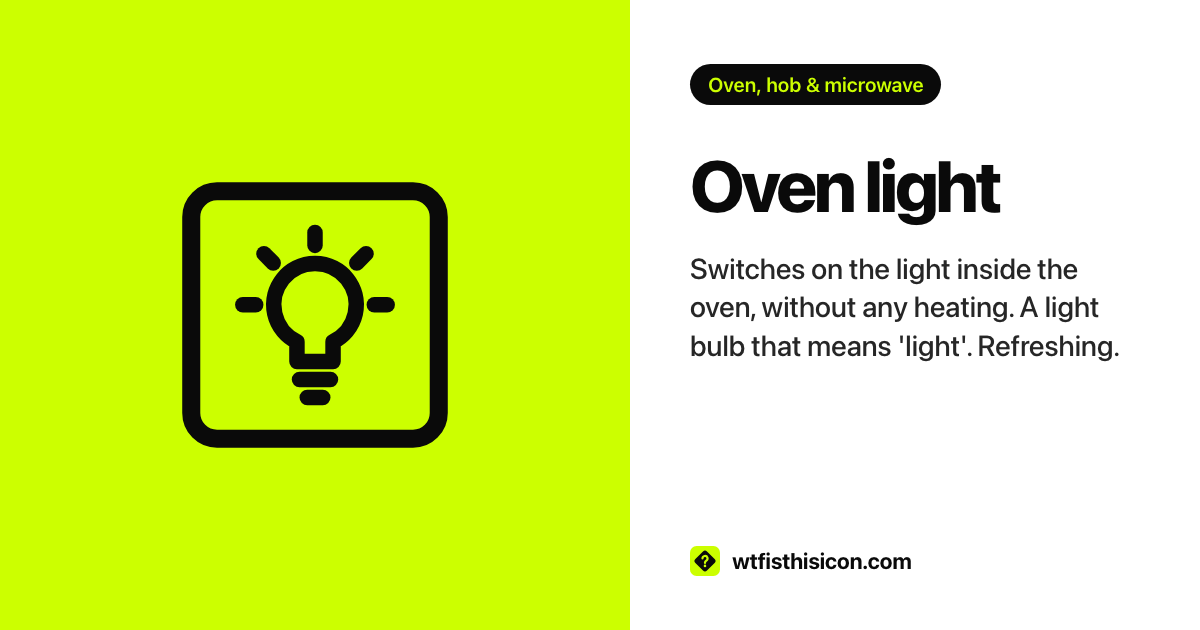 Oven, hob & microwave
Oven light
Switches on the light inside the
oven, without any heating. A light
bulb that means 'light'. Refreshing.
?
wtfisthisicon.com